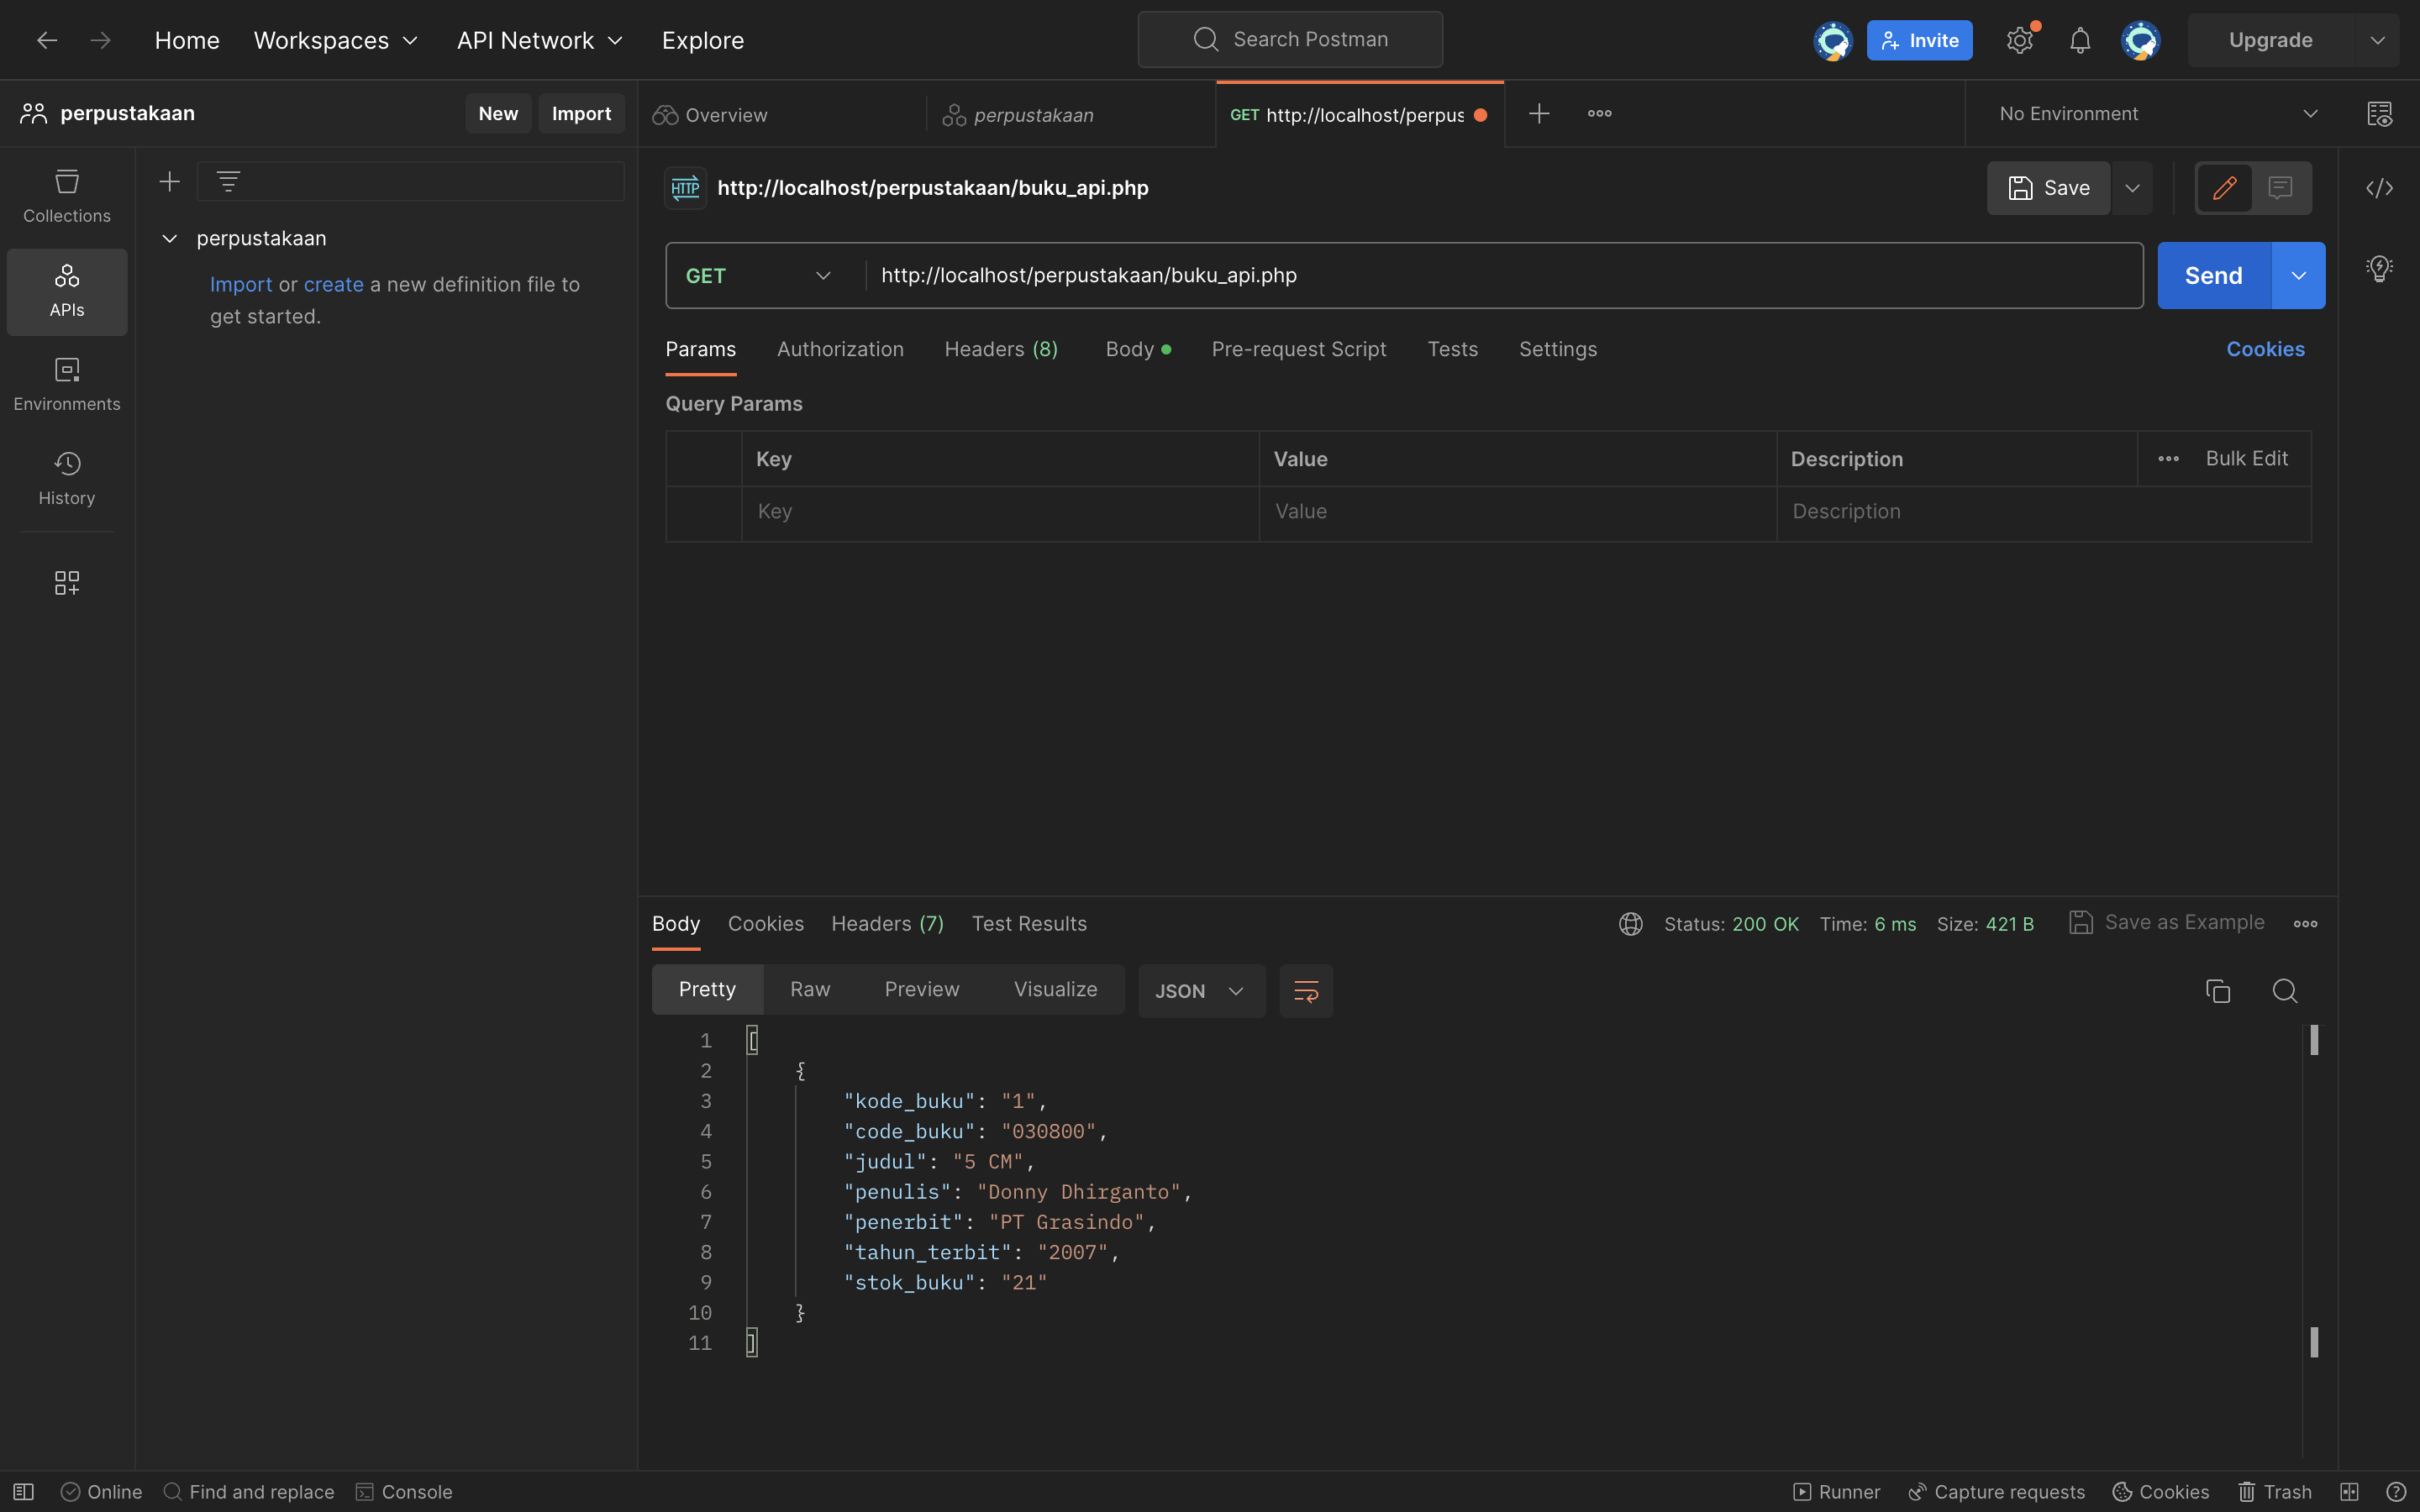 Home Workspaces API Network Explore Search Postman Invite Upgrade
perpustakaan New Import Overview perpustakaan GET http://localhost/perpus No Environment
Collections
APIs
Environments
History
perpustakaan
Import or create a new definition file to
get started.
HTTP http://localhost/perpustakaan/buku_api.php Save
GET http://localhost/perpustakaan/buku_api.php Send
Params Authorization Headers (8) Body Pre-request Script Tests Settings Cookies
Query Params
Key Value Description Bulk Edit
Key Value Description
Body Cookies Headers (7) Test Results Status: 200 OK Time: 6 ms Size: 421 B Save as Example
Pretty Raw Preview Visualize JSON
1 [
2 {
3 "kode_buku": "1",
4 "code_buku": "030800",
5 "judul": "5 CM",
6 "penulis": "Donny Dhirganto",
7 "penerbit": "PT Grasindo",
8 "tahun_terbit": "2007",
9 "stok_buku": "21"
10 }
11 ]
Online Find and replace Console Runner Capture requests Cookies Trash